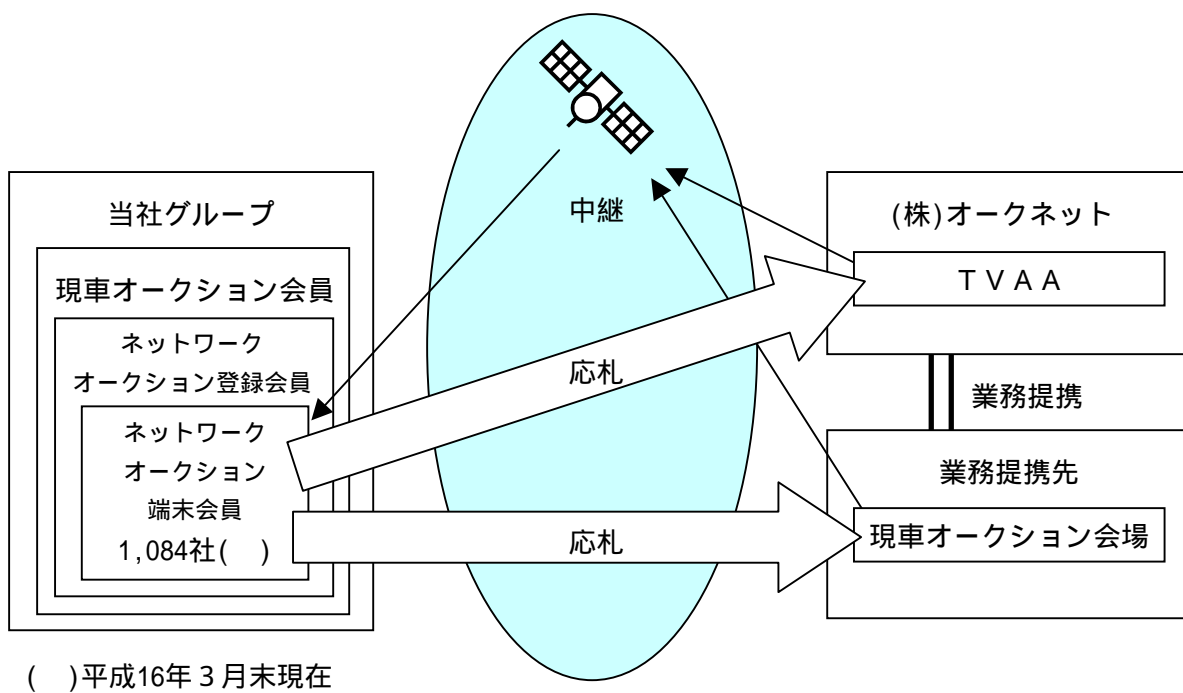 当社グループ
現車オークション会員
ネットワーク
オークション登録会員
ネットワーク
オークション
端末会員
1,084社(　)
中継
応札
応札
(株)オークネット
ＴＶＡＡ
業務提携
業務提携先
現車オークション会場
(　)平成16年３月末現在